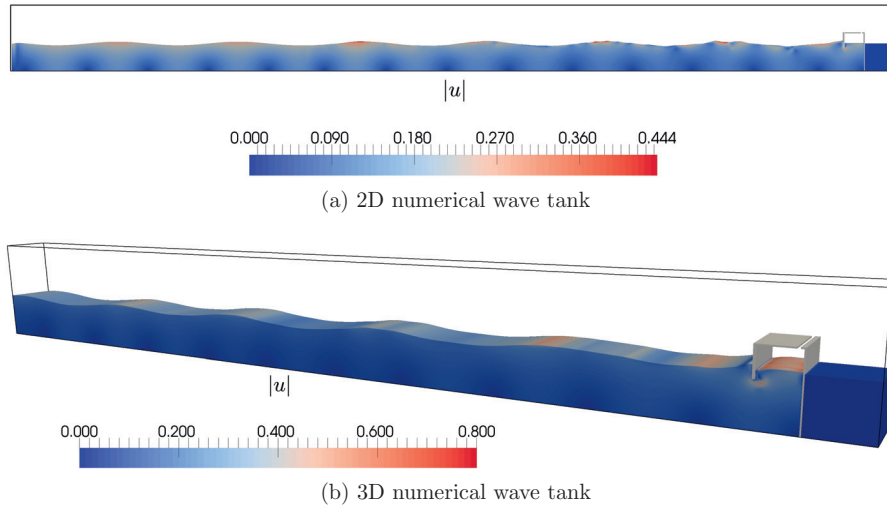 |u|
0.000 0.090 0.180 0.270 0.360 0.444
(a) 2D numerical wave tank
|u|
0.000 0.200 0.400 0.600 0.800
(b) 3D numerical wave tank